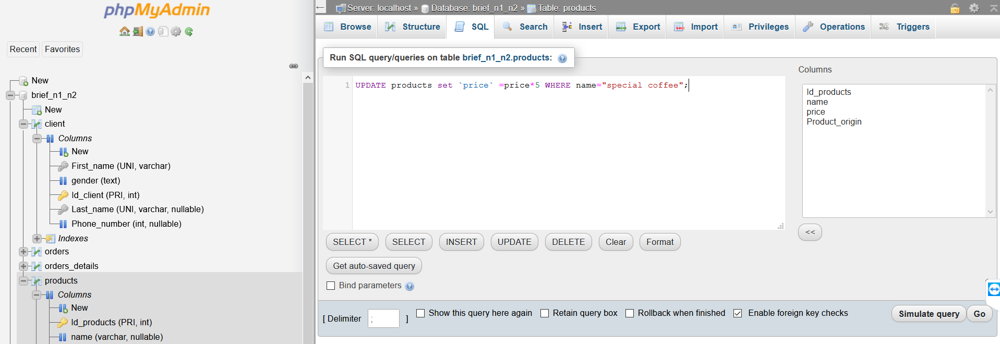 phpMyAdmin
Recent Favorites
New
brief_n1_n2
New
client
Columns
New
First_name (UNI, varchar)
gender (text)
Id_client (PRI, int)
Last_name (UNI, varchar, nullable)
Phone_number (int, nullable)
Indexes
orders
orders_details
products
Columns
New
Id_products (PRI, int)
name (varchar, nullable)
Server: localhost » Database: brief_n1_n2 » Table: products
Browse Structure SQL Search Insert Export Import Privileges Operations Triggers
Run SQL query/queries on table brief_n1_n2.products:
1 UPDATE products set `price` =price*5 WHERE name="special coffee";
Columns
Id_products
name
price
Product_origin
<<
SELECT * SELECT INSERT UPDATE DELETE Clear Format
Get auto-saved query
Bind parameters
[ Delimiter ; ] Show this query here again Retain query box Rollback when finished Enable foreign key checks Simulate query Go